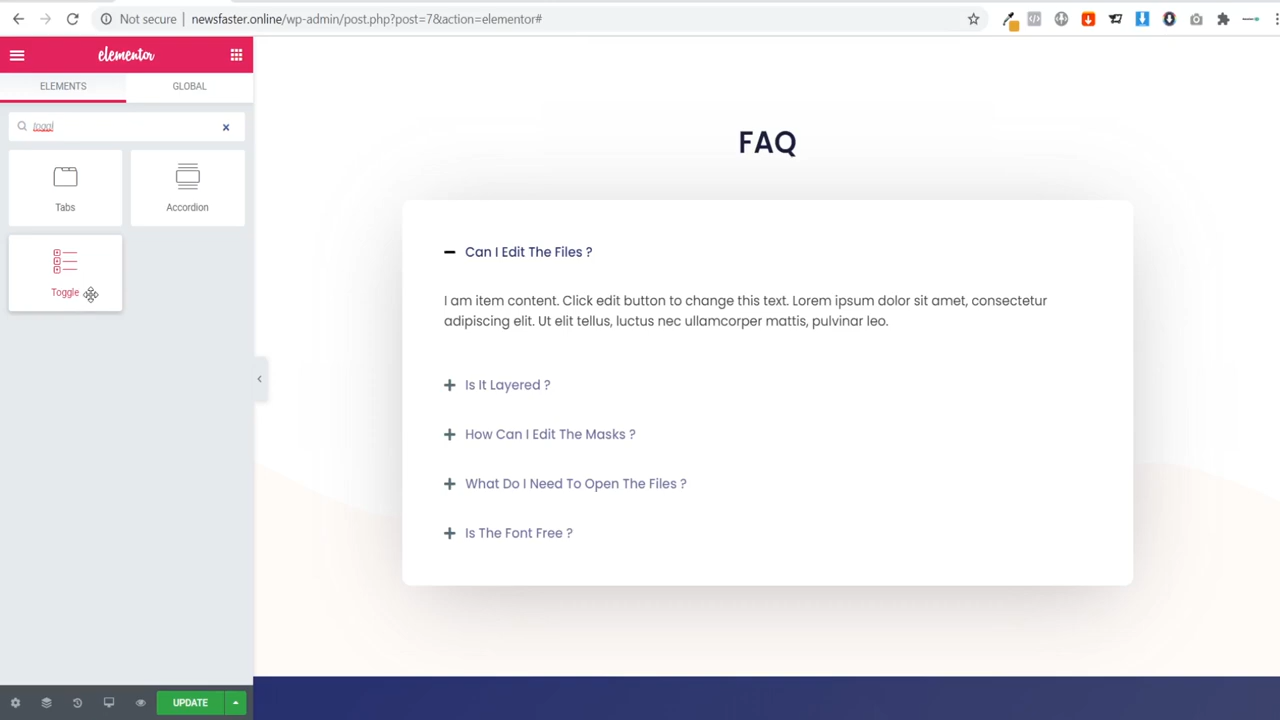 Not secure newsfaster.online/wp-admin/post.php?post=7&action=elementor#
elementor
ELEMENTS
GLOBAL
toggl
Tabs
Accordion
Toggle
UPDATE
FAQ
Can I Edit The Files ?
I am item content. Click edit button to change this text. Lorem ipsum dolor sit amet, consectetur
adipiscing elit. Ut elit tellus, luctus nec ullamcorper mattis, pulvinar leo.
Is It Layered ?
How Can I Edit The Masks ?
What Do I Need To Open The Files ?
Is The Font Free ?